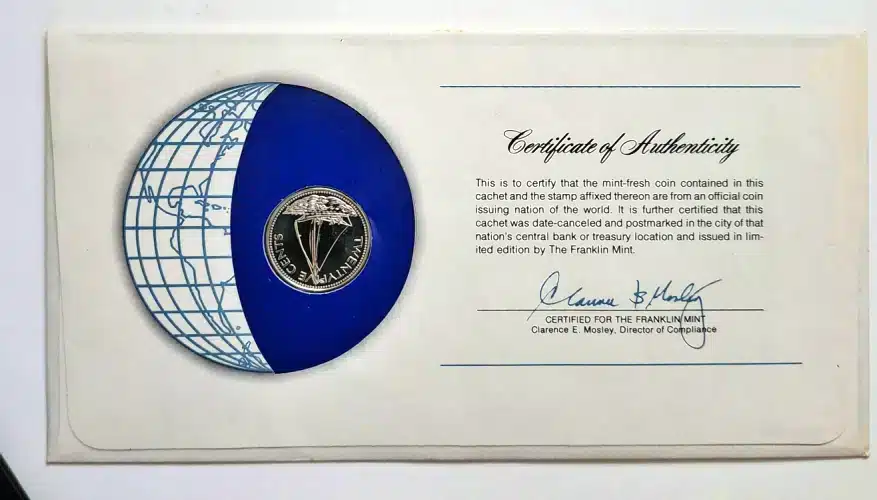 Certificate of Authenticity
This is to certify that the mint-fresh coin contained in this
cachet and the stamp affixed thereon are from an official coin
issuing nation of the world. It is further certified that this
cachet was date-canceled and postmarked in the city of that
nation's central bank or treasury location and issued in lim-
ited edition by The Franklin Mint.
Clarence E Mosley
CERTIFIED FOR THE FRANKLIN MINT
Clarence E. Mosley, Director of Compliance
TWENTY FIVE CENTS